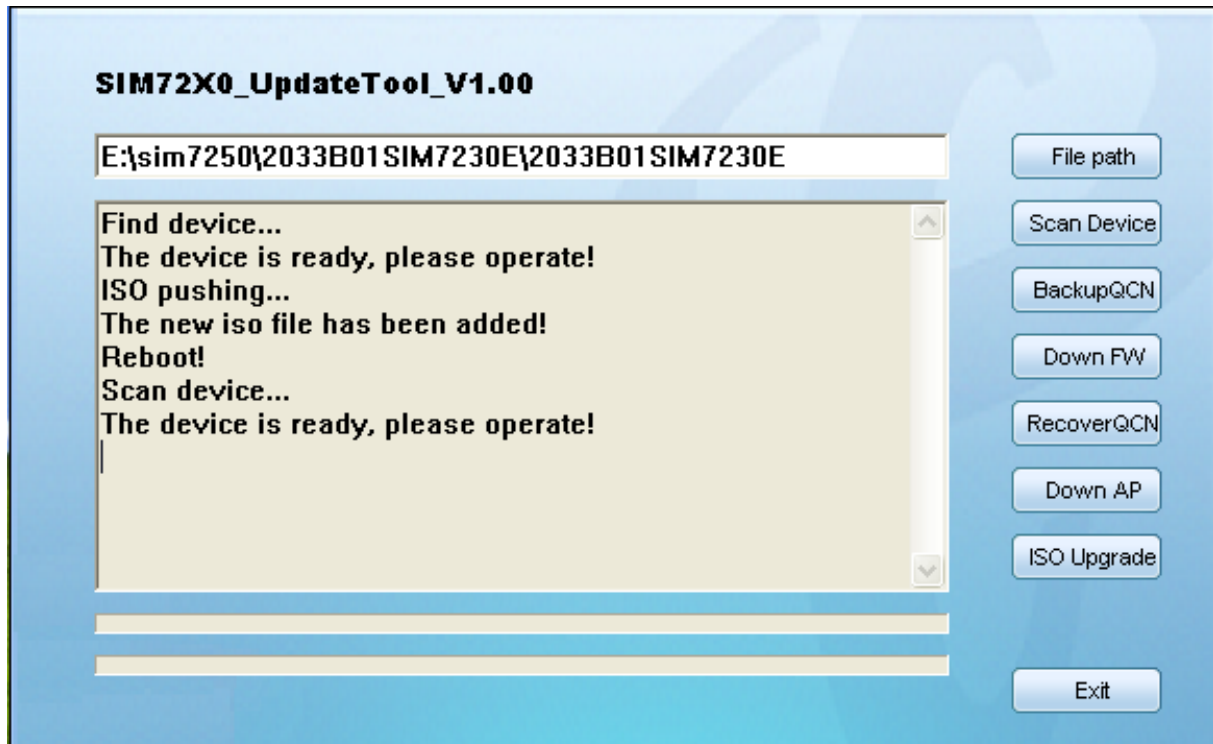 SIM72X0_UpdateTool_V1.00
E:\sim7250\2033B01SIM7230E\2033B01SIM7230E
File path
Find device...
The device is ready, please operate!
ISO pushing...
The new iso file has been added!
Reboot!
Scan device...
The device is ready, please operate!
Scan Device
BackupQCN
Down FW
RecoverQCN
Down AP
ISO Upgrade
Exit